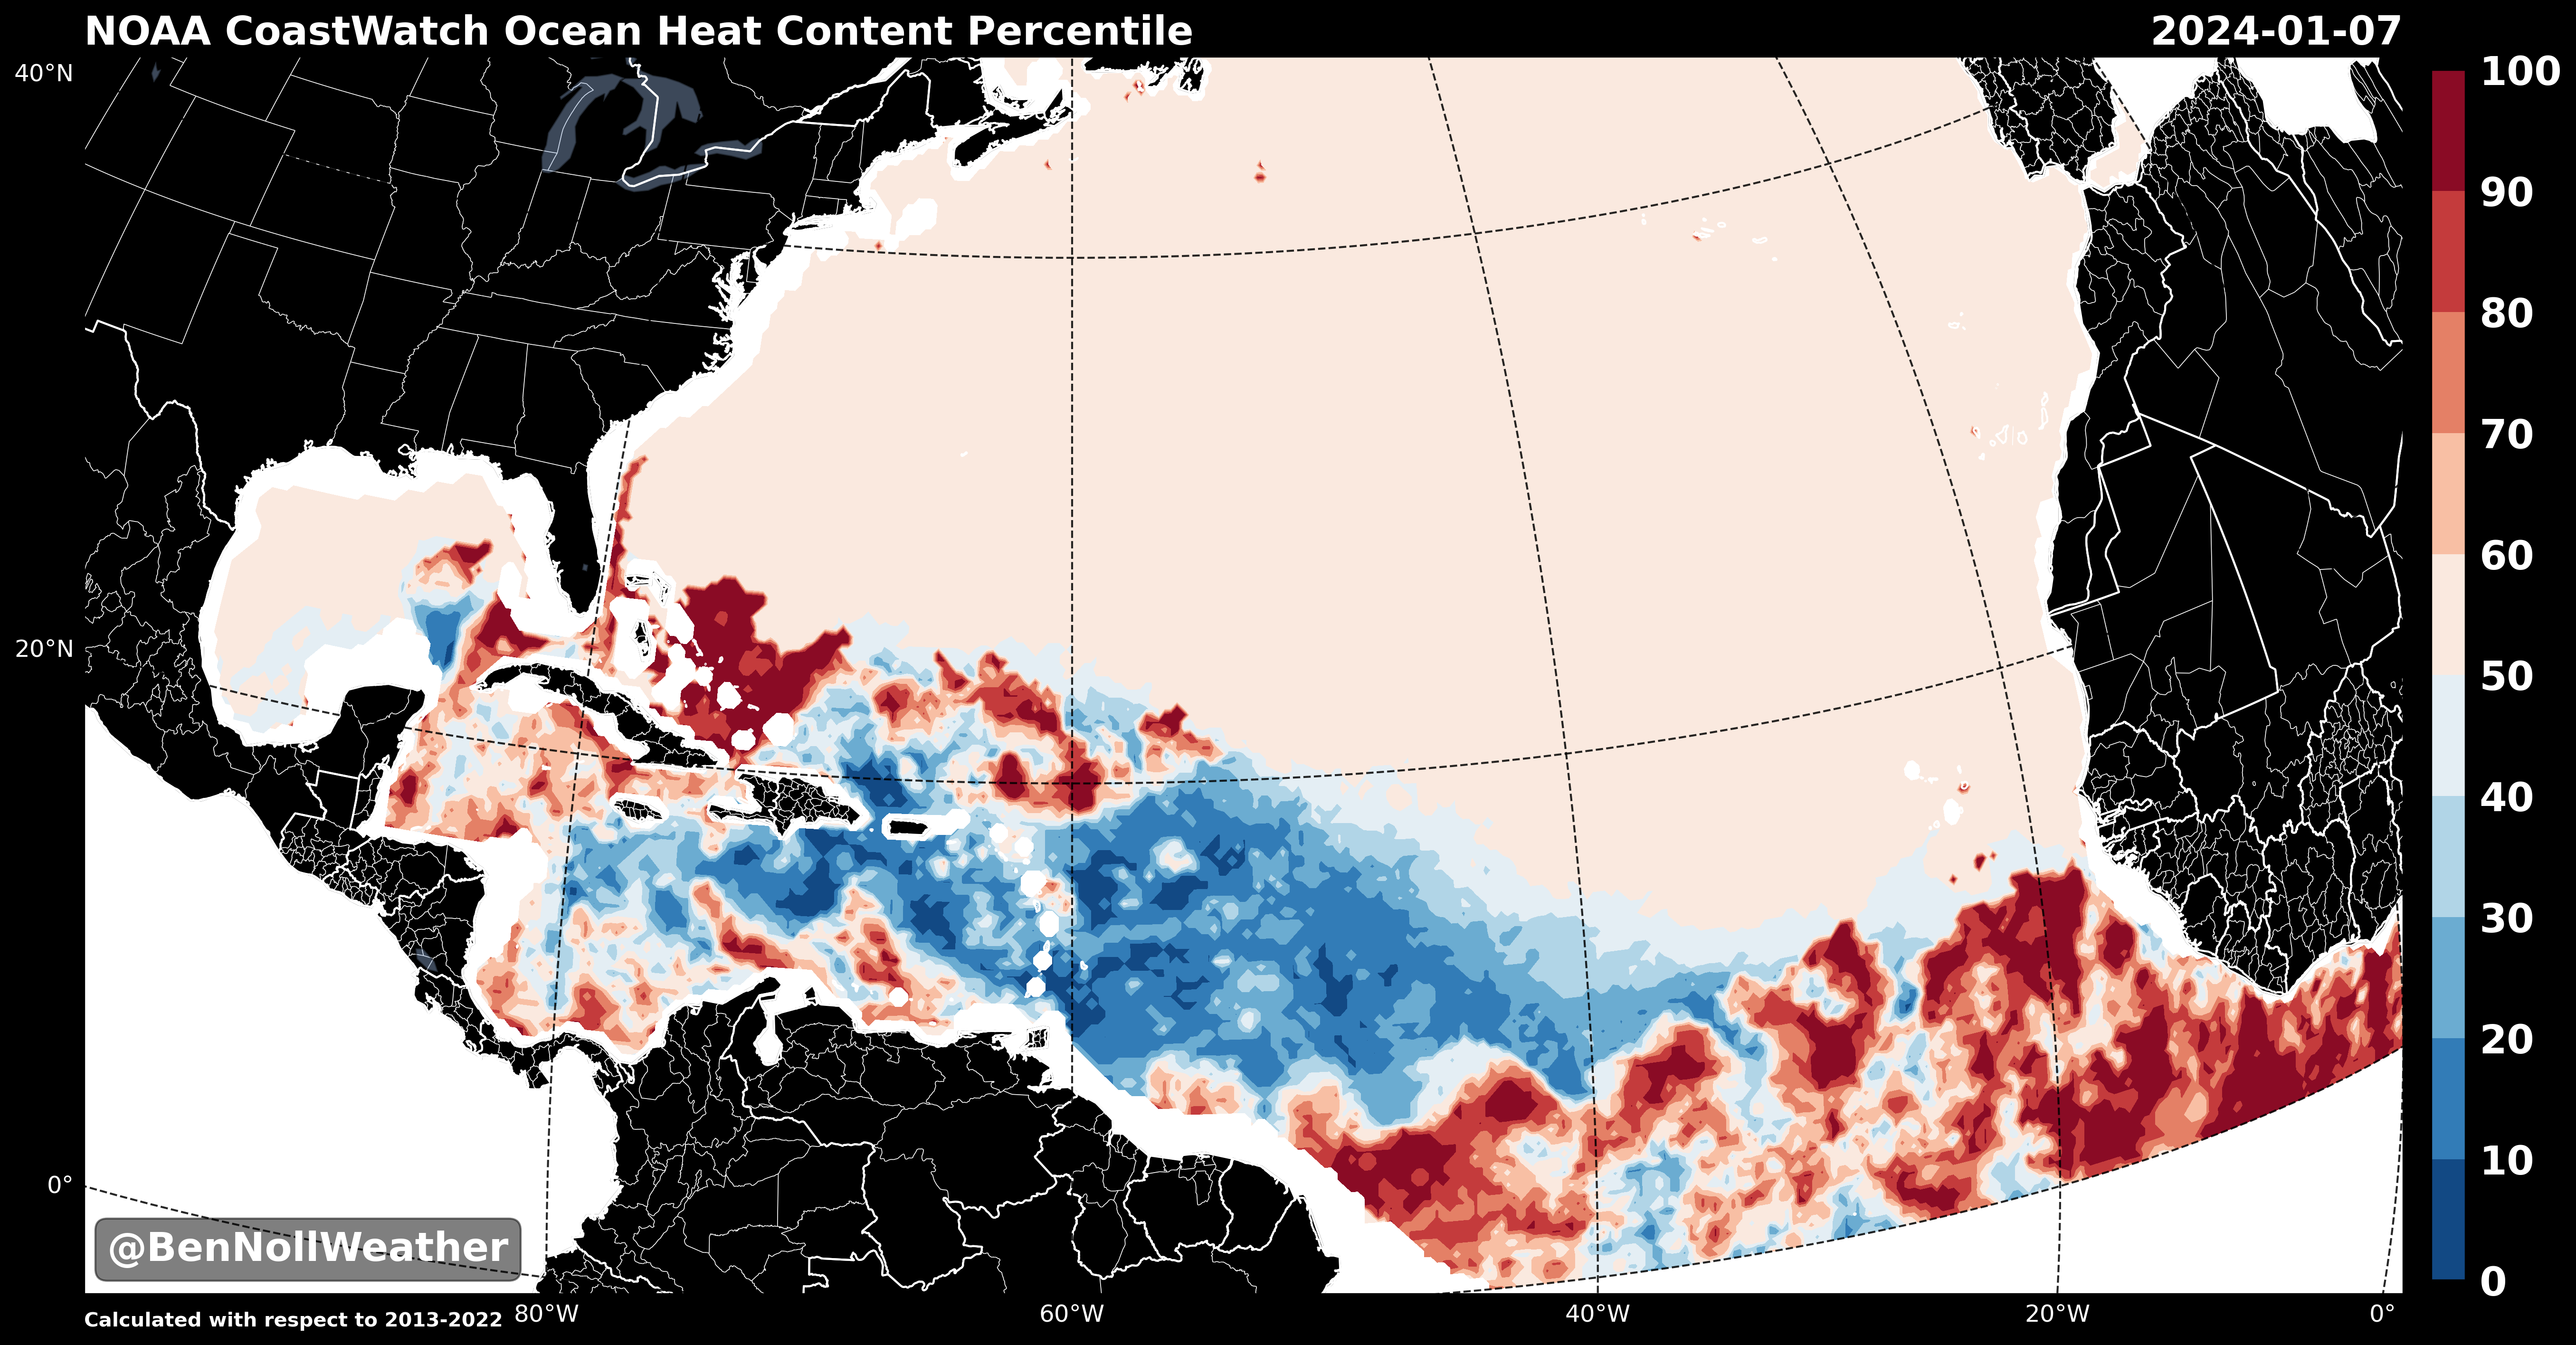 NOAA CoastWatch Ocean Heat Content Percentile 2024-01-07
40°N
20°N
0°
100
90
80
70
60
50
40
30
20
10
0
@BenNollWeather
Calculated with respect to 2013-2022
80°W 60°W 40°W 20°W 0°